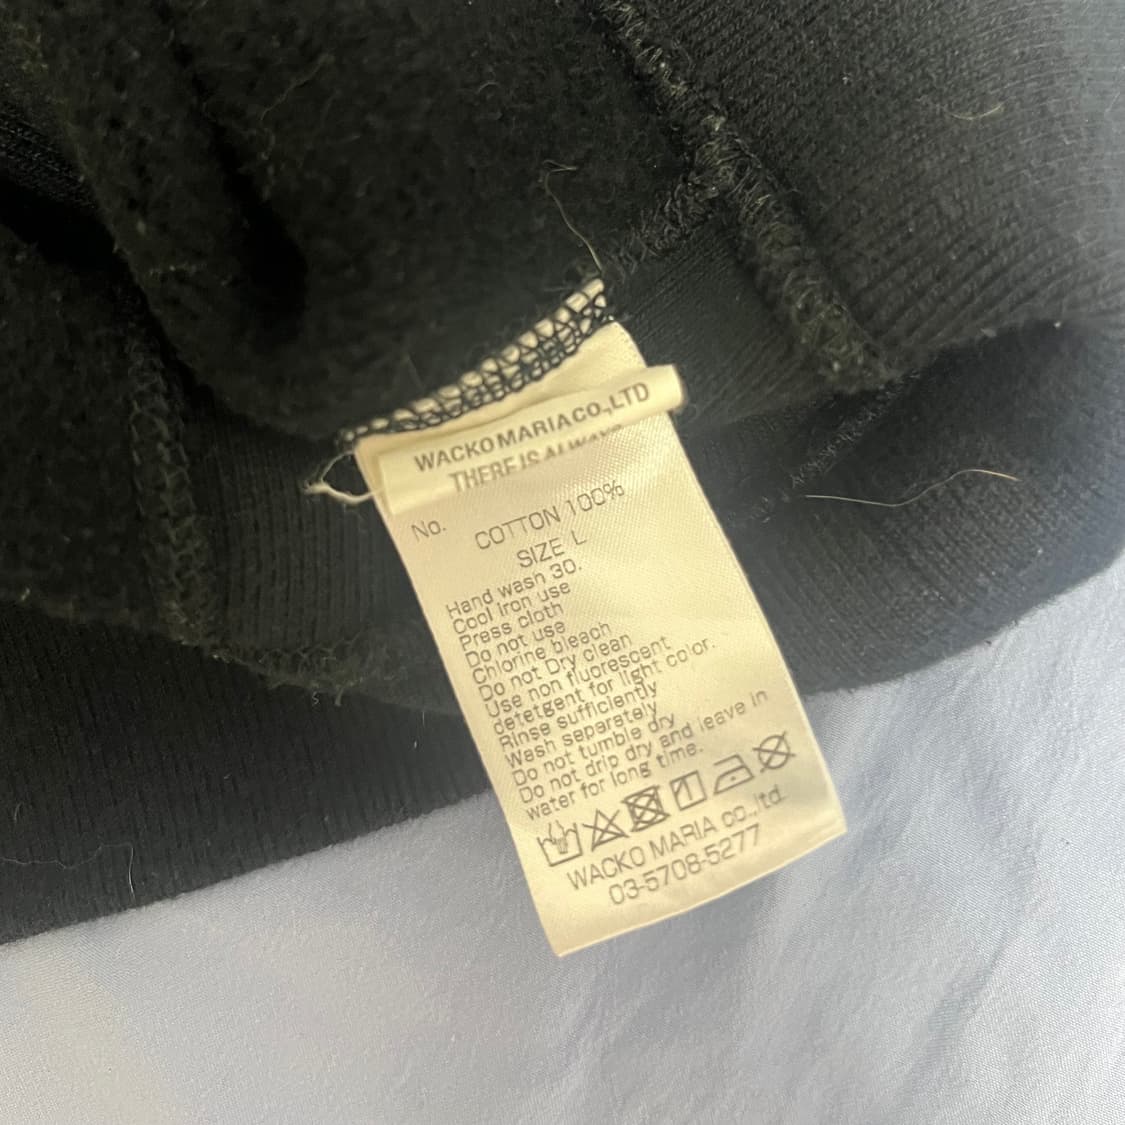 WACKO MARIA CO.,LTD
THERE IS ALWAYS
No.
COTTON 100%
SIZE L
Hand wash 30.
Cool Iron use
Press cloth
Do not use
Chlorine bleach
Do not Dry clean
Use non fluorescent
detetgent for light color.
Rinse sufficiently
Wash separately
Do not tumble dry
Do not drip dry and leave in
water for long time.
WACKO MARIA co.,ltd.
03-5708-5277